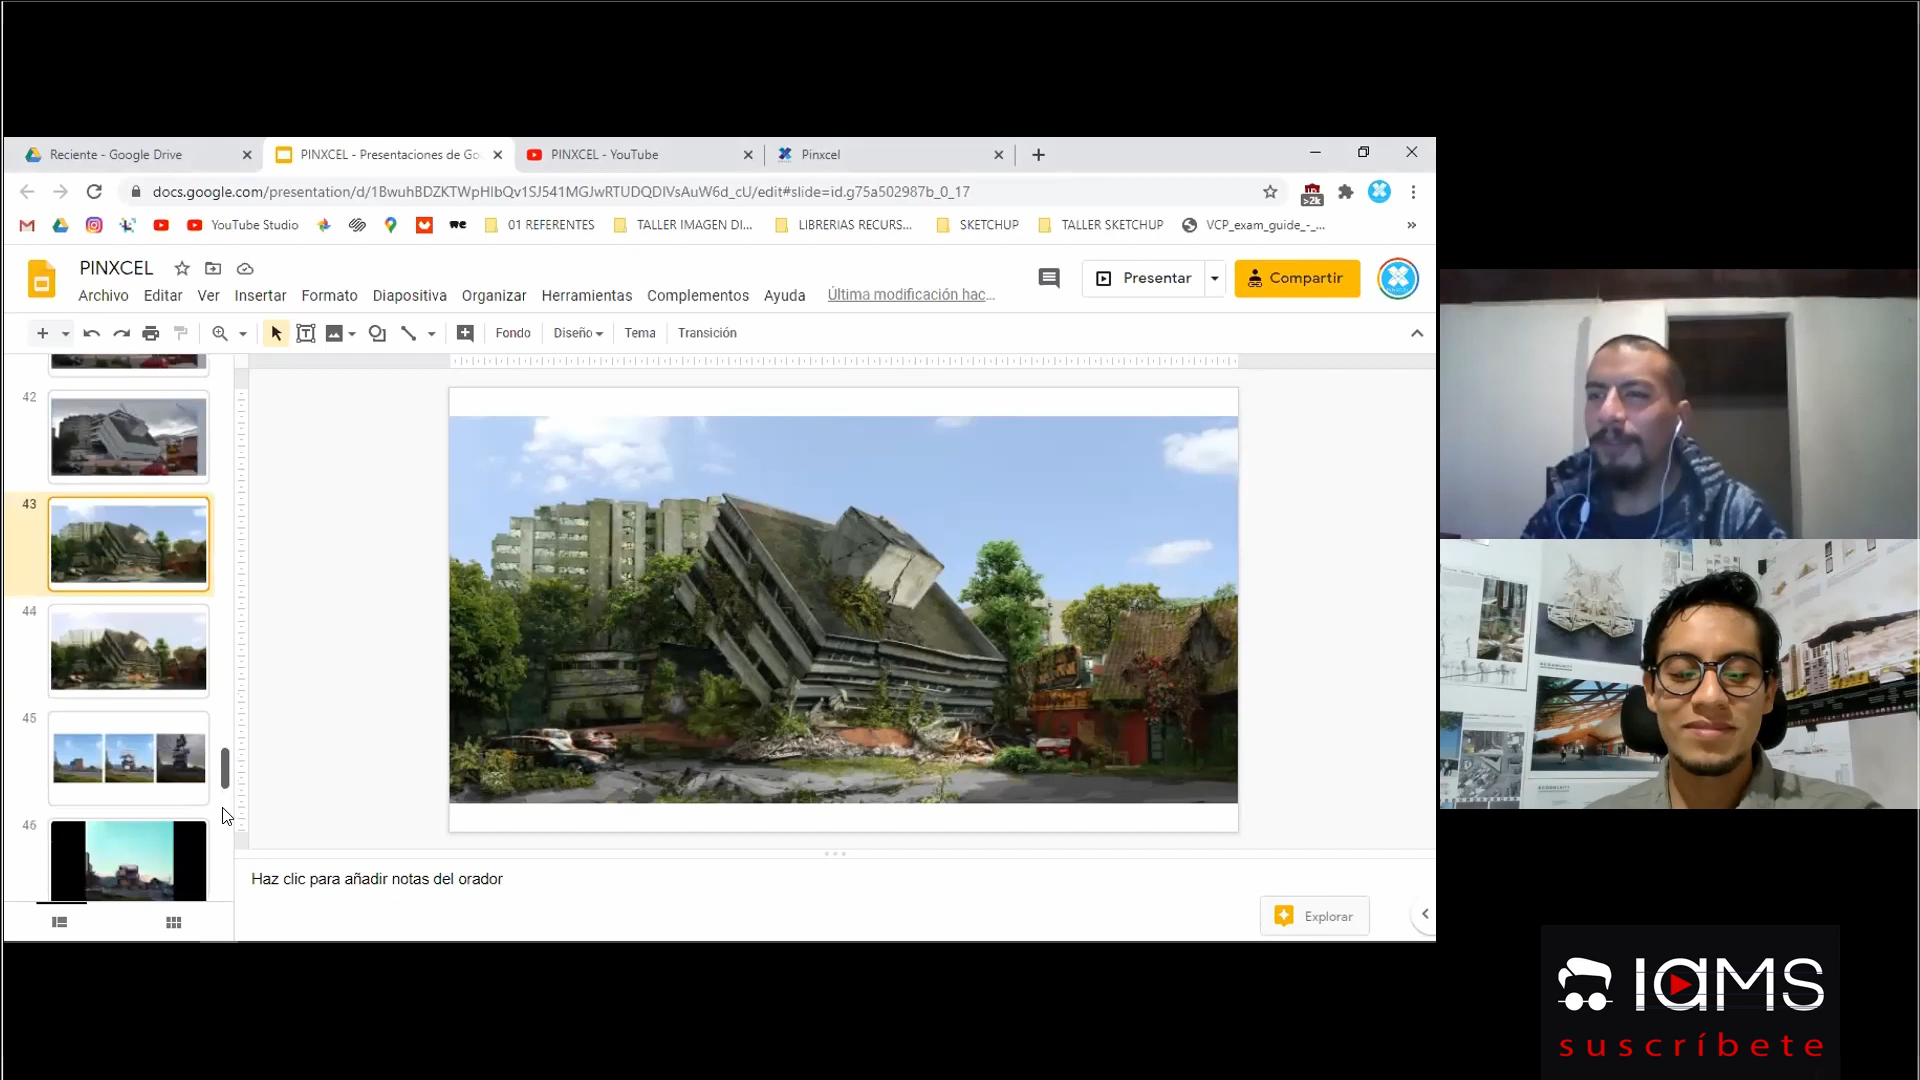 Reciente - Google Drive
PINXCEL - Presentaciones de Go
PINXCEL - YouTube
Pinxcel
docs.google.com/presentation/d/1BwuhBDZKTWpHIbQv1SJ541MGJwRTUDQDIVsAuW6d_cU/edit#slide=id.g75a502987b_0_17
>2k
YouTube Studio
we
01 REFERENTES
TALLER IMAGEN DI...
LIBRERIAS RECURS...
SKETCHUP
TALLER SKETCHUP
VCP_exam_guide_-_...
PINXCEL
Presentar
Compartir
Archivo Editar Ver Insertar Formato Diapositiva Organizar Herramientas Complementos Ayuda Última modificación hac...
Fondo Diseño Tema Transición
42
43
44
45
46
Haz clic para añadir notas del orador
Explorar
IAMS
suscríbete